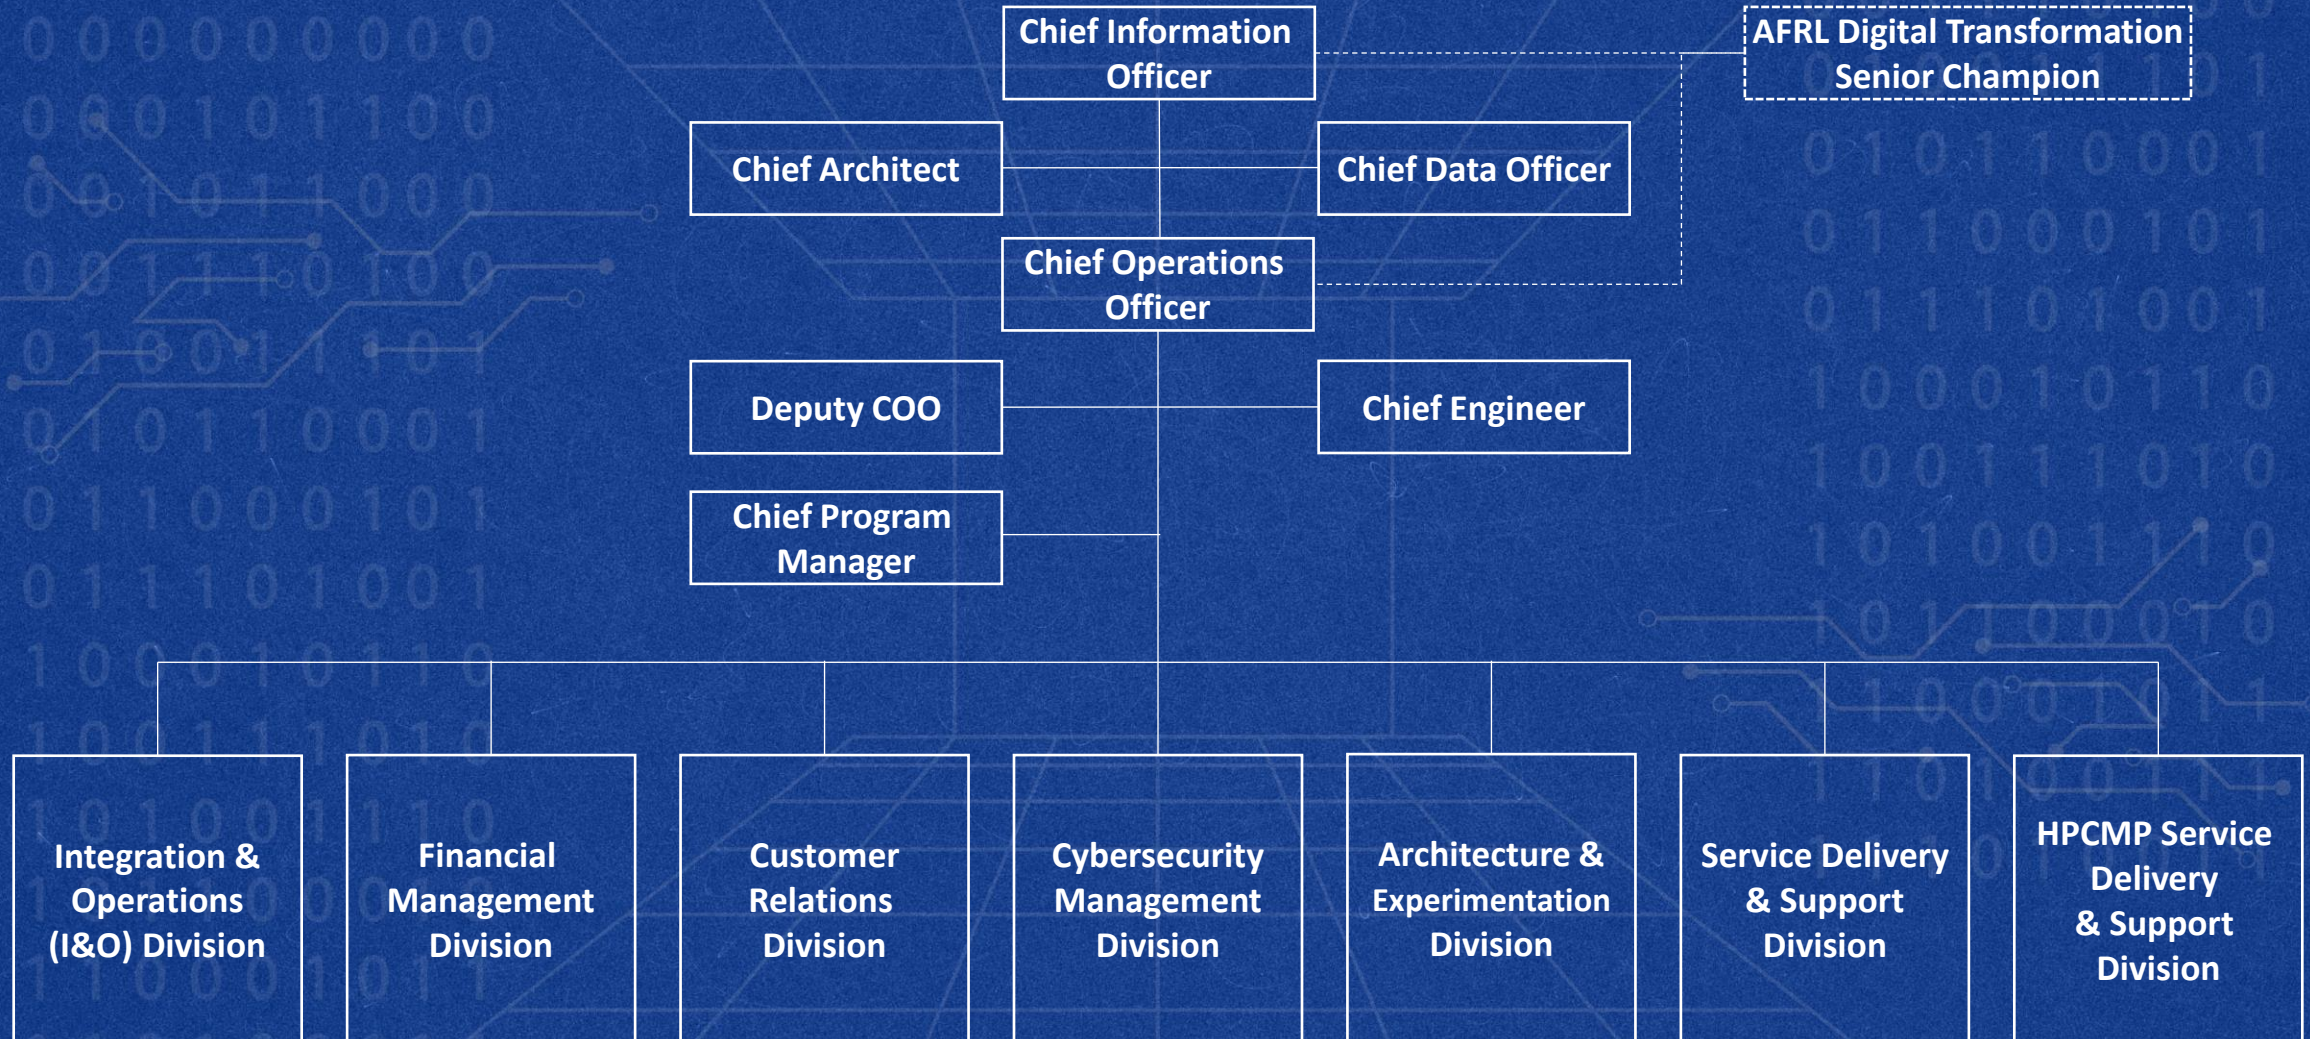 Chief Information
Officer
AFRL Digital Transformation
Senior Champion
Chief Architect
Chief Data Officer
Chief Operations
Officer
Deputy COO
Chief Engineer
Chief Program
Manager
Integration &
Operations
(I&O) Division
Financial
Management
Division
Customer
Relations
Division
Cybersecurity
Management
Division
Architecture &
Experimentation
Division
Service Delivery
& Support
Division
HPCMP Service
Delivery
& Support
Division